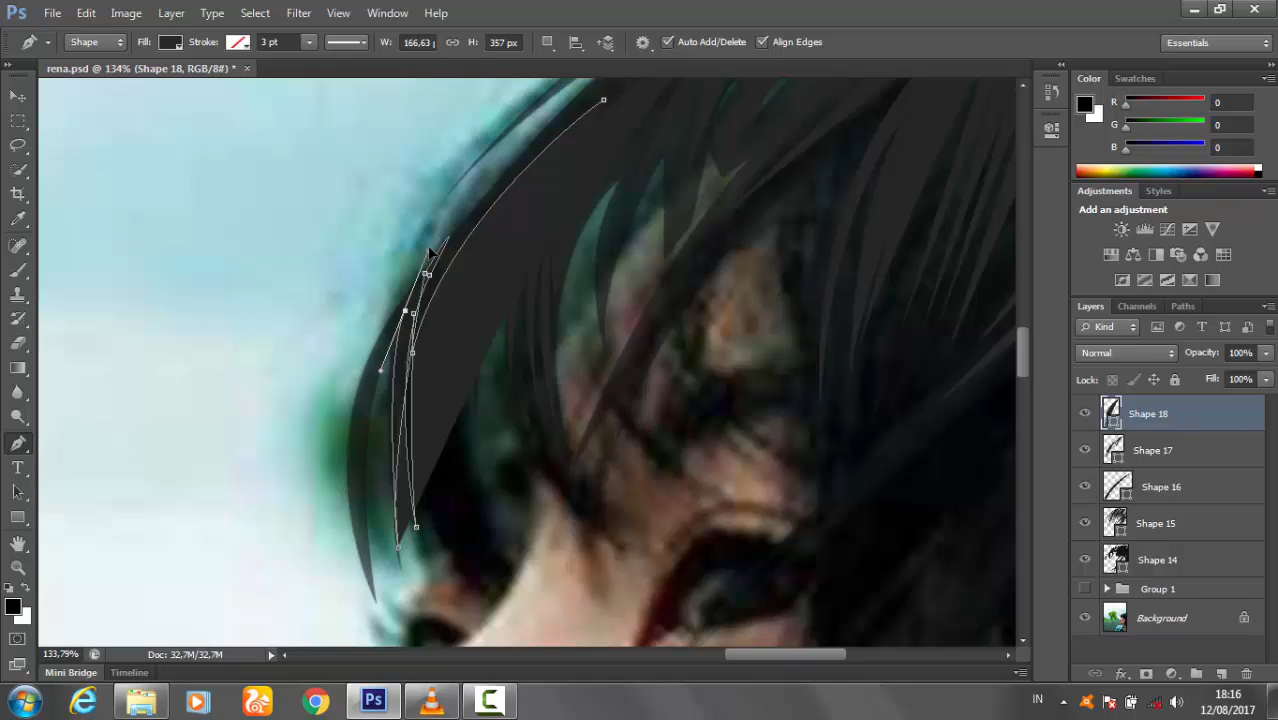 Ps File Edit Image Layer Type Select Filter View Window Help
Shape Fill: Stroke: 3 pt W: 166,63 H: 357 px Auto Add/Delete Align Edges Essentials
rena.psd @ 134% (Shape 18, RGB/8#) * ×
Color Swatches
R 0
G 0
B 0
Adjustments Styles
Add an adjustment
Layers Channels Paths
Kind
Normal Opacity: 100%
Lock: Fill: 100%
Shape 18
Shape 17
Shape 16
Shape 15
Shape 14
Group 1
Background
133,79% Doc: 32,7M/32,7M
Mini Bridge Timeline
Ps IN 18:16
12/08/2017